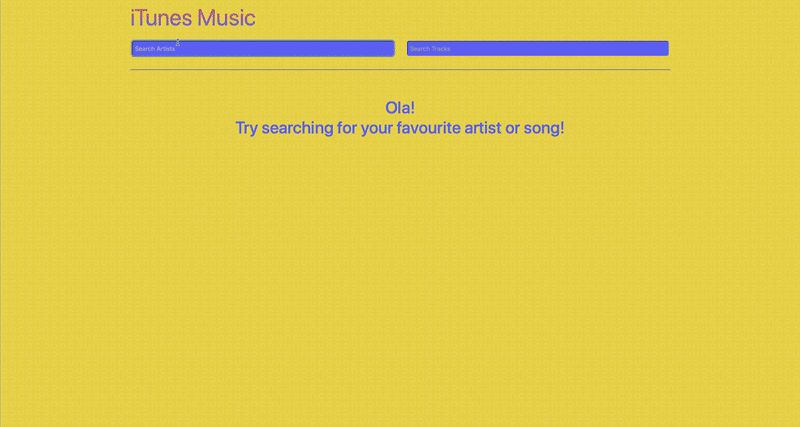 iTunes Music
Search Artists
Search Tracks
Ola!
Try searching for your favourite artist or song!